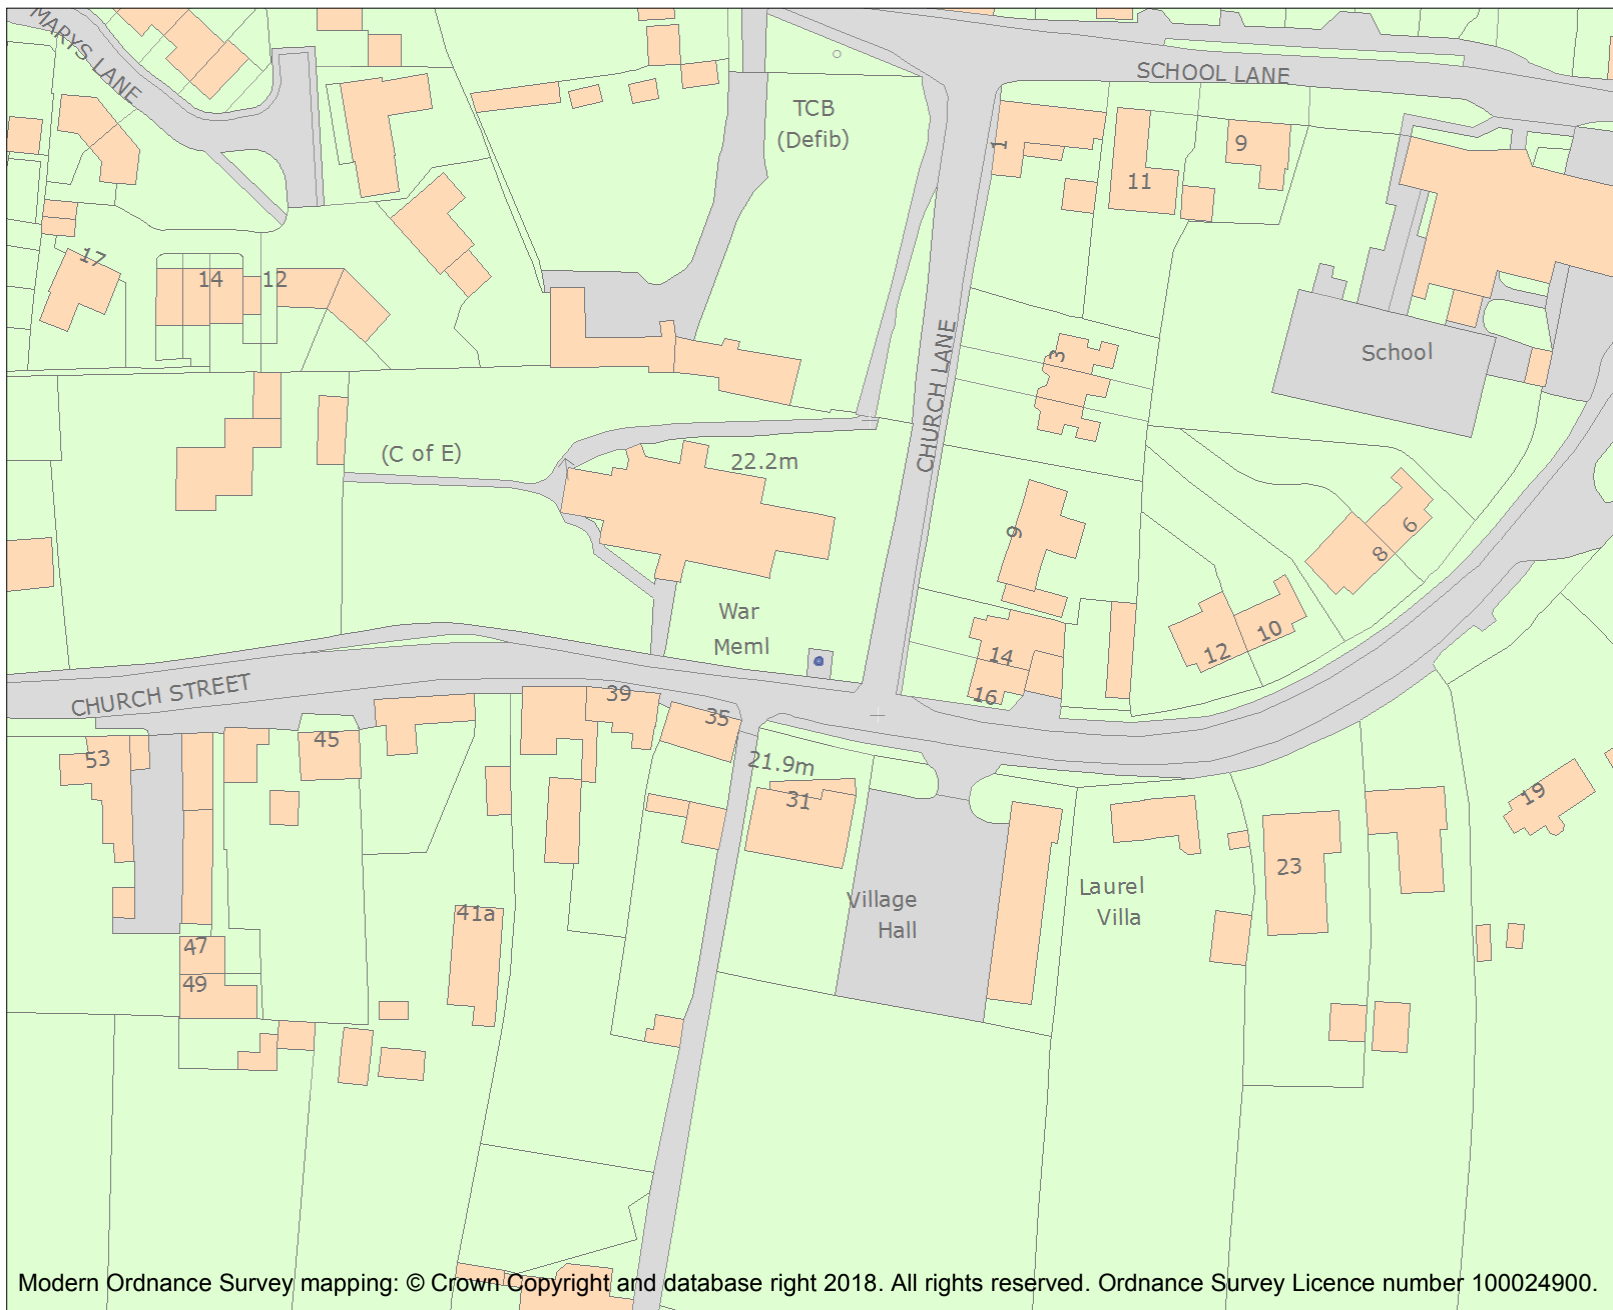 MARYS LANE
SCHOOL LANE
TCB
(Defib)
1
11
9
17
14
12
School
3
CHURCH LANE
(C of E)
22.2m
9
6
8
10
12
War
Meml
14
16
CHURCH STREET
39
35
45
53
21.9m
31
19
23
Village
Hall
Laurel
Villa
41a
47
49
Modern Ordnance Survey mapping: © Crown Copyright and database right 2018. All rights reserved. Ordnance Survey Licence number 100024900.